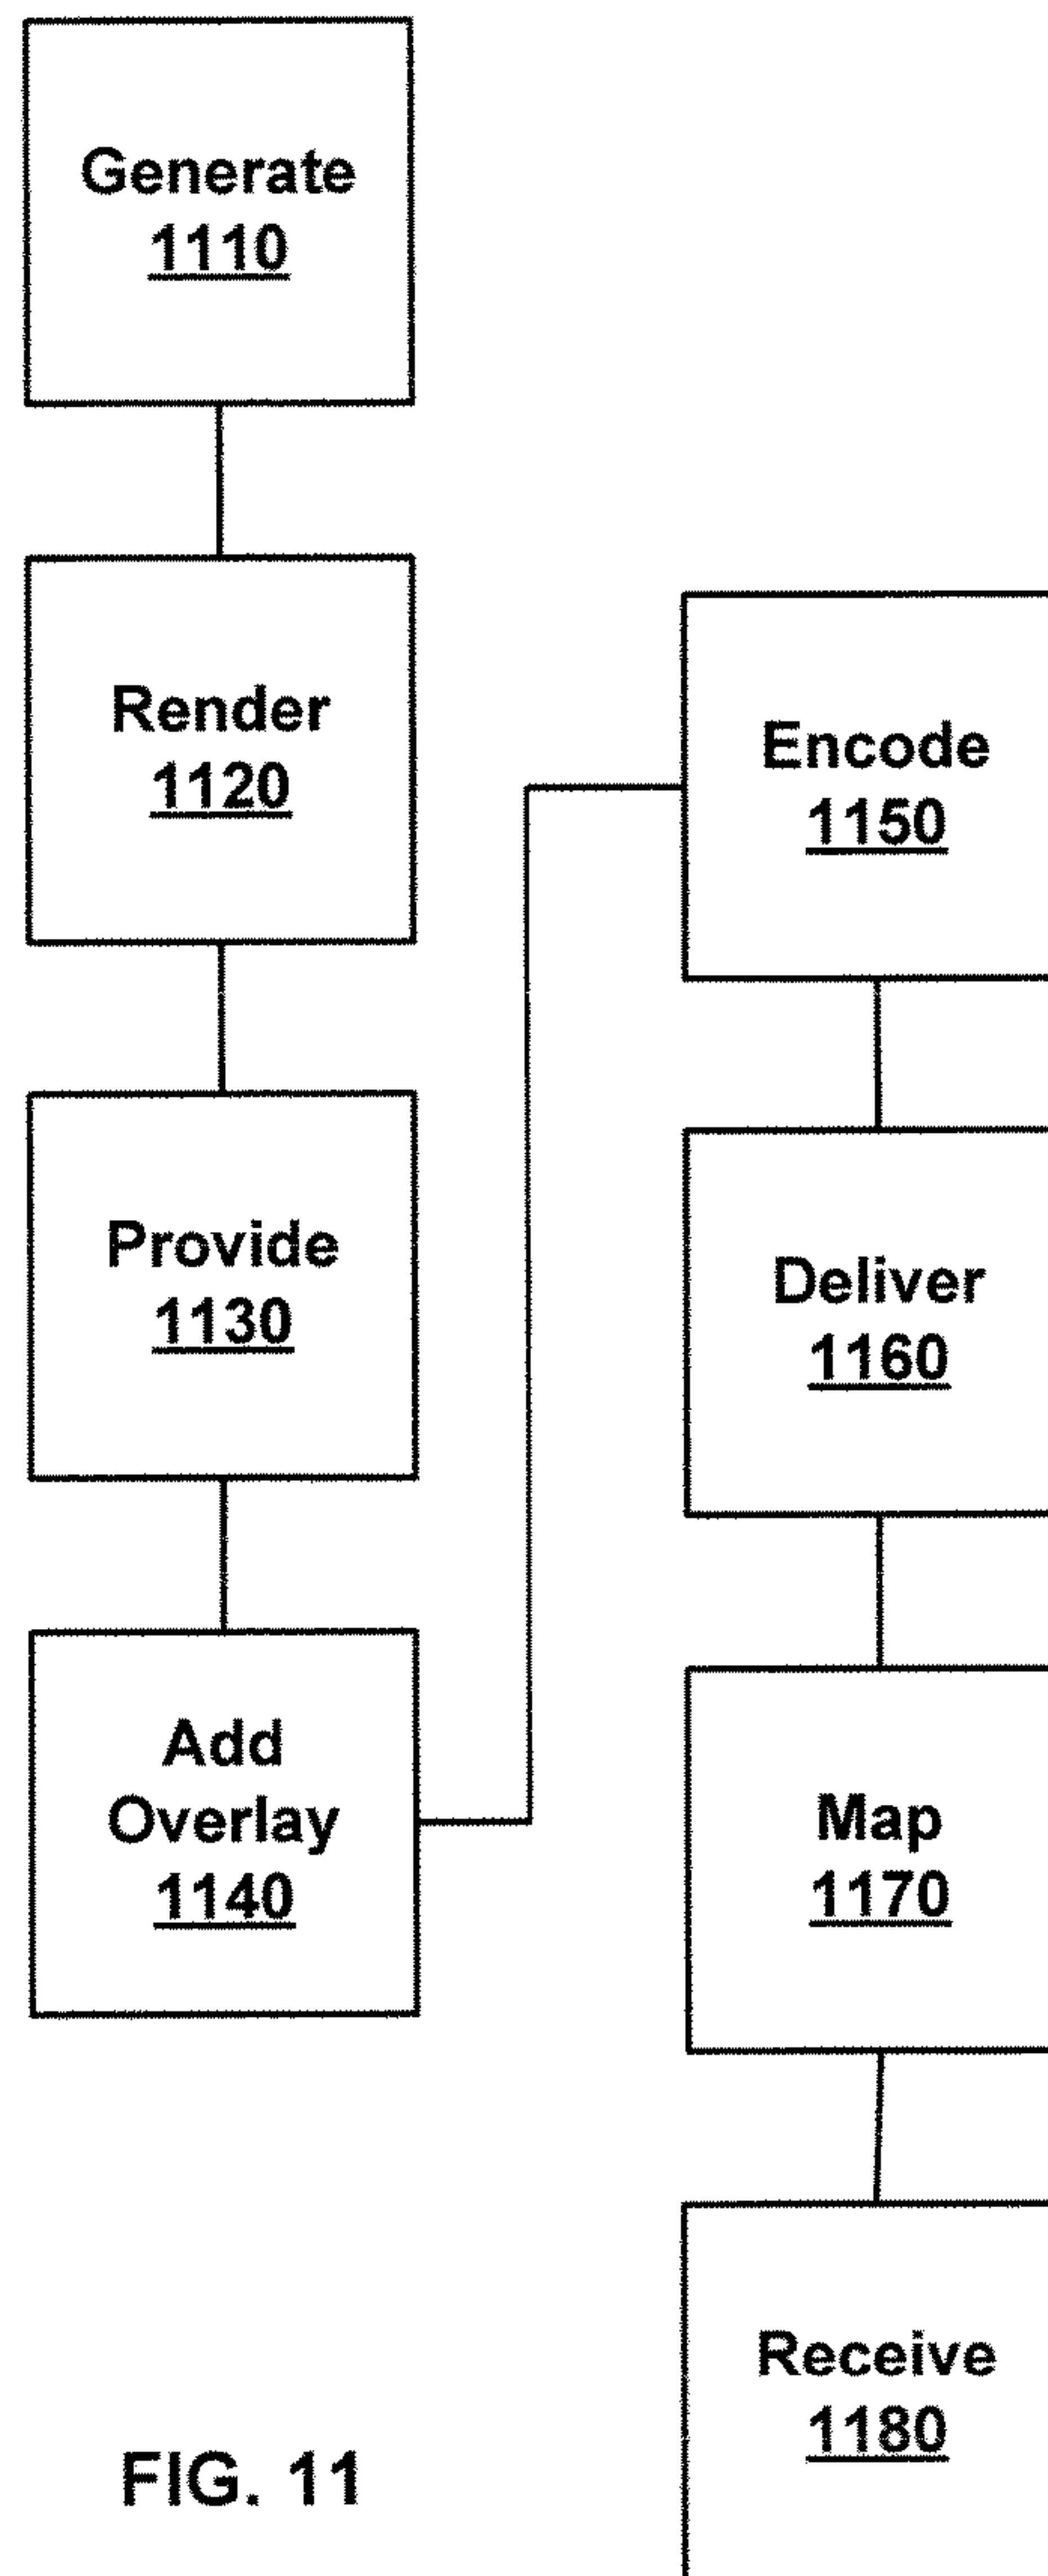 Generate
1110
Render
1120
Provide
1130
Add
Overlay
1140
Encode
1150
Deliver
1160
Map
1170
Receive
1180
FIG. 11